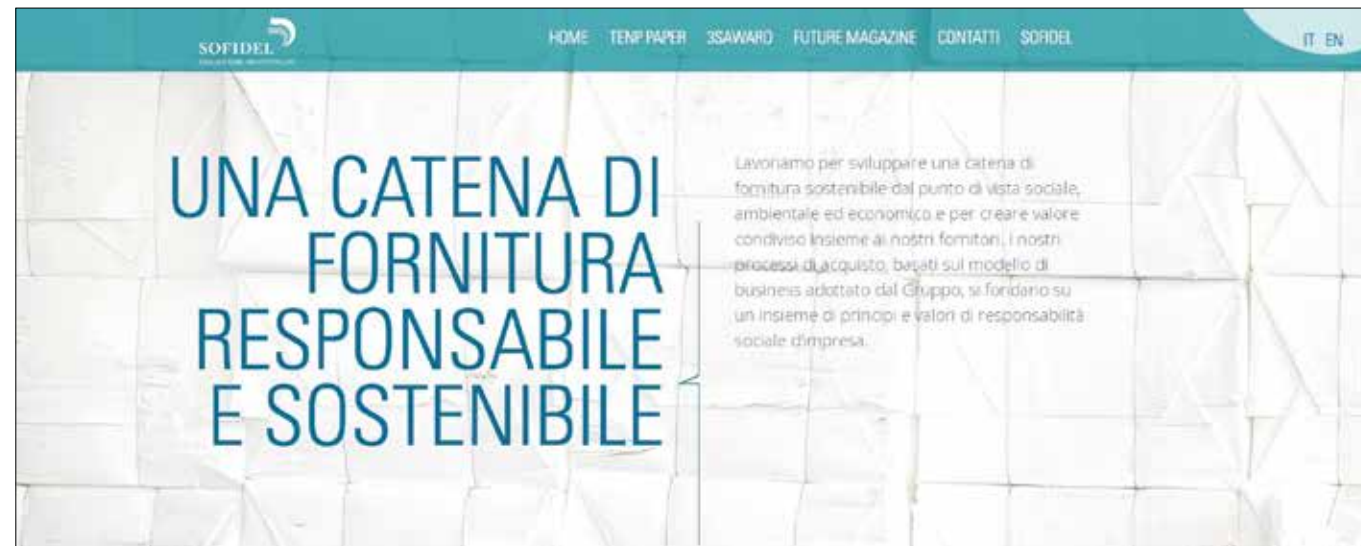 SOFIDEL
HOME TENP PAPER 3SAWARD FUTURE MAGAZINE CONTATTI SOFIDEL
IT EN
UNA CATENA DI
FORNITURA
RESPONSABILE
E SOSTENIBILE
Lavoriamo per sviluppare una catena di
fornitura sostenibile dal punto di vista sociale,
ambientale ed economico e per creare valore
condiviso insieme ai nostri fornitori. I nostri
processi di acquisto, basati sul modello di
business adottato dal Gruppo, si fondano su
un insieme di principi e valori di responsabilità
sociale d'impresa.